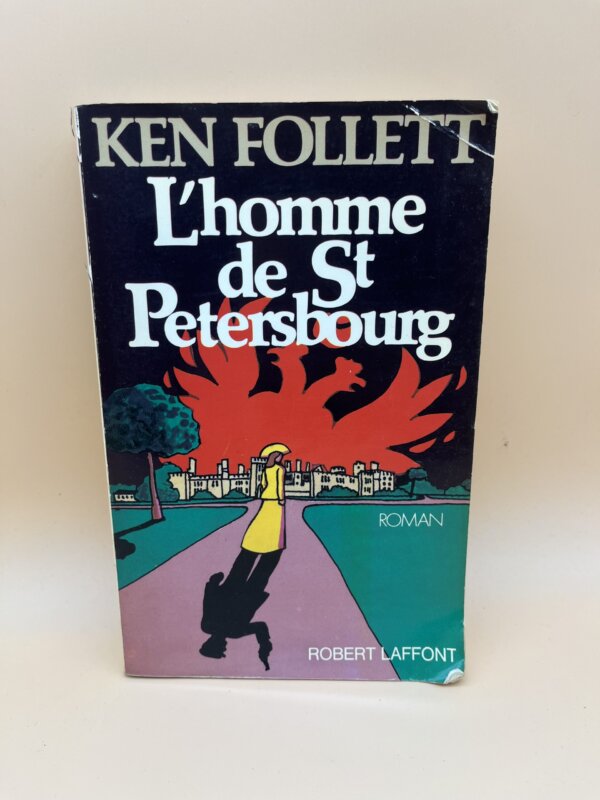 KEN FOLLETT
L'homme
de St
Petersbourg
ROMAN
ROBERT LAFFONT